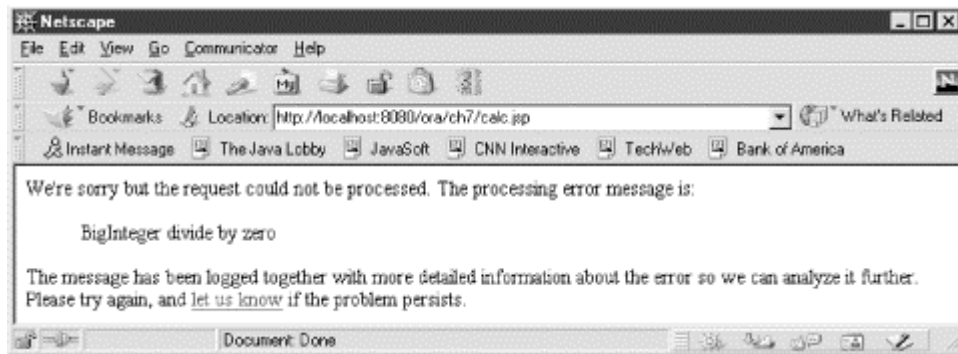 Netscape
File Edit View Go Communicator Help
My
Bookmarks Location: http://localhost:8080/ora/ch7/calc.jsp What's Related
Instant Message The Java Lobby JavaSoft CNN Interactive TechWeb Bank of America
We're sorry but the request could not be processed. The processing error message is:
BigInteger divide by zero
The message has been logged together with more detailed information about the error so we can analyze it further.
Please try again, and let us know if the problem persists.
Document: Done